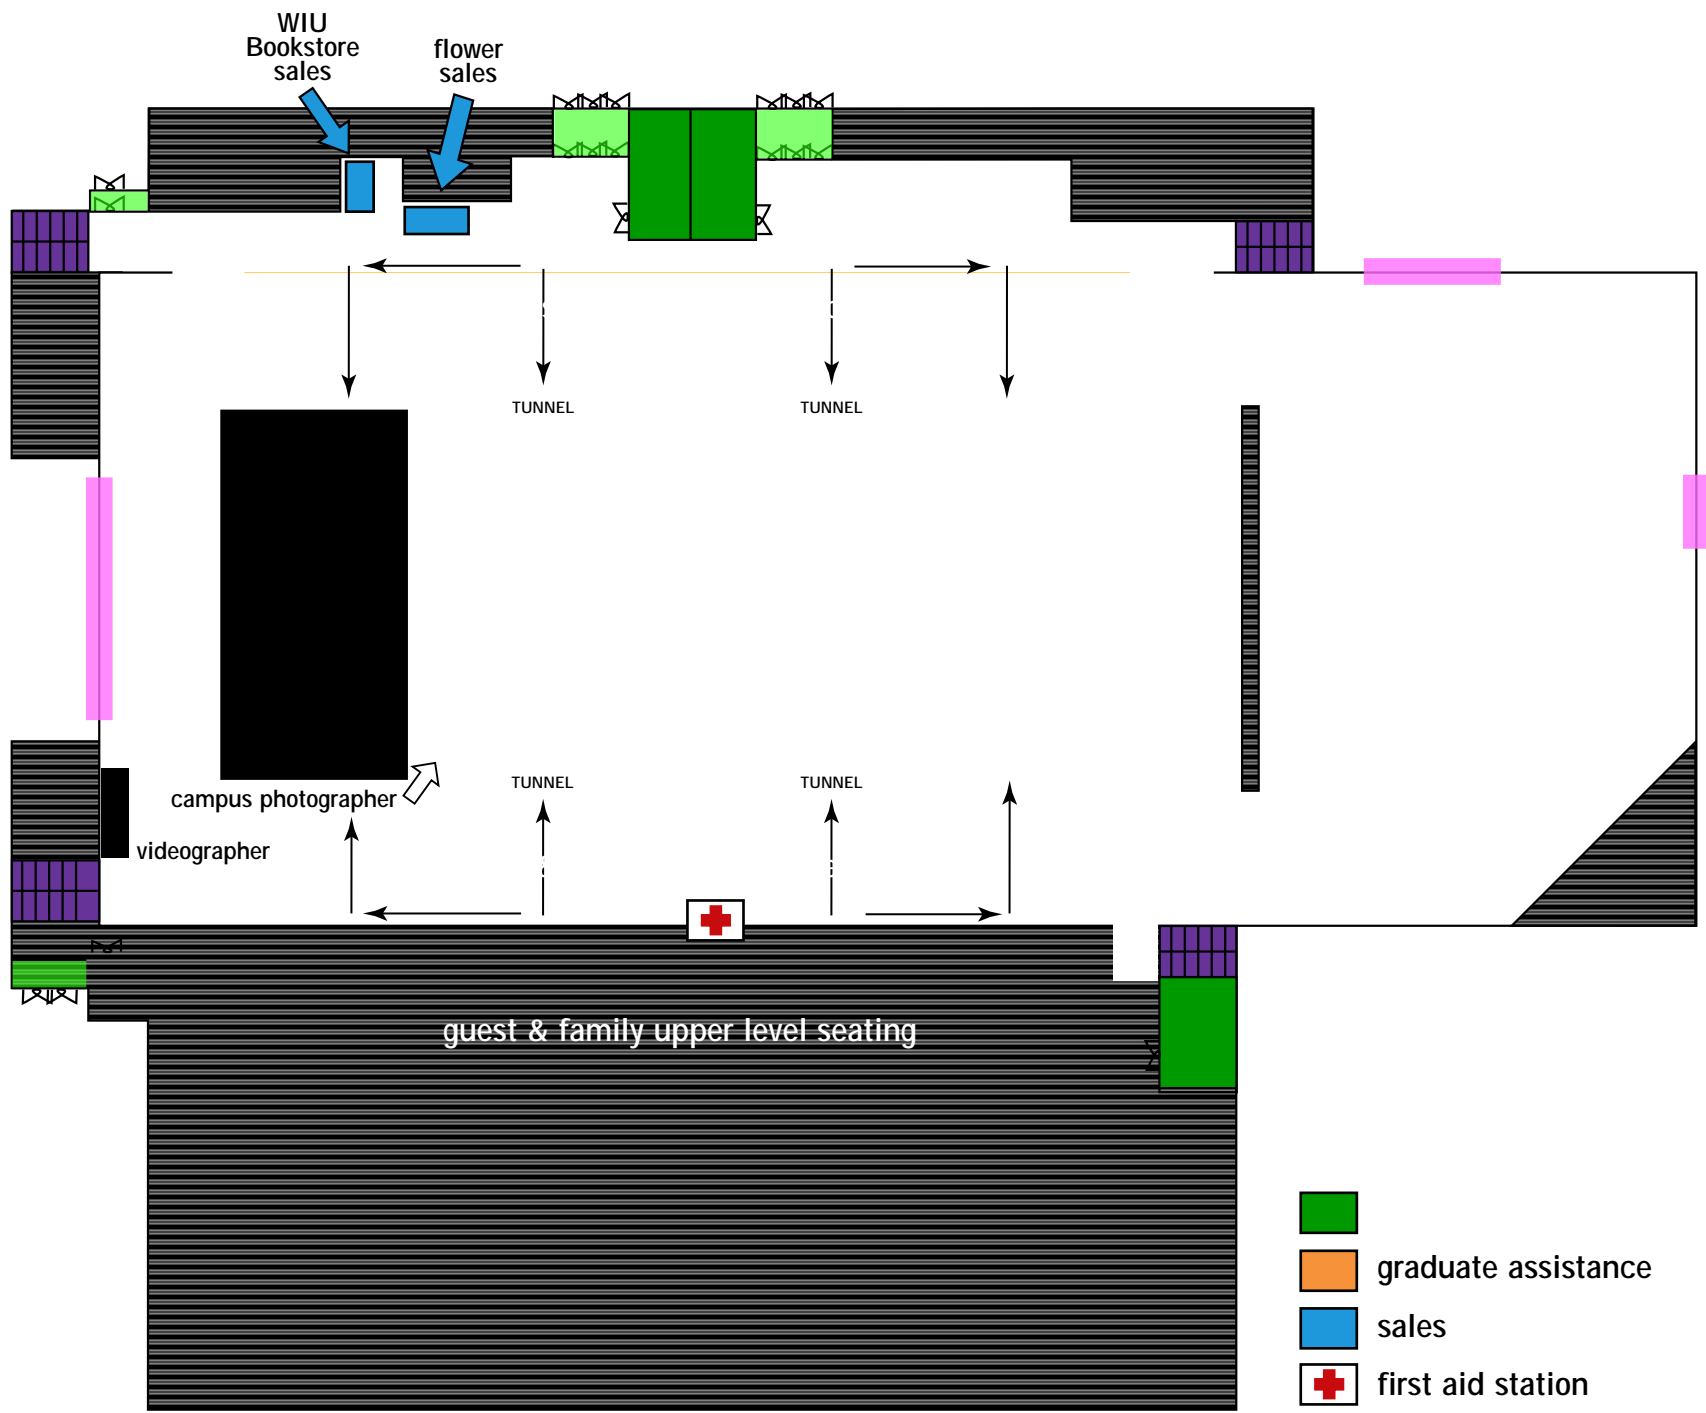 WIU
Bookstore
sales
flower
sales
TUNNEL
TUNNEL
TUNNEL
TUNNEL
campus photographer
videographer
guest & family upper level seating
graduate assistance
sales
first aid station